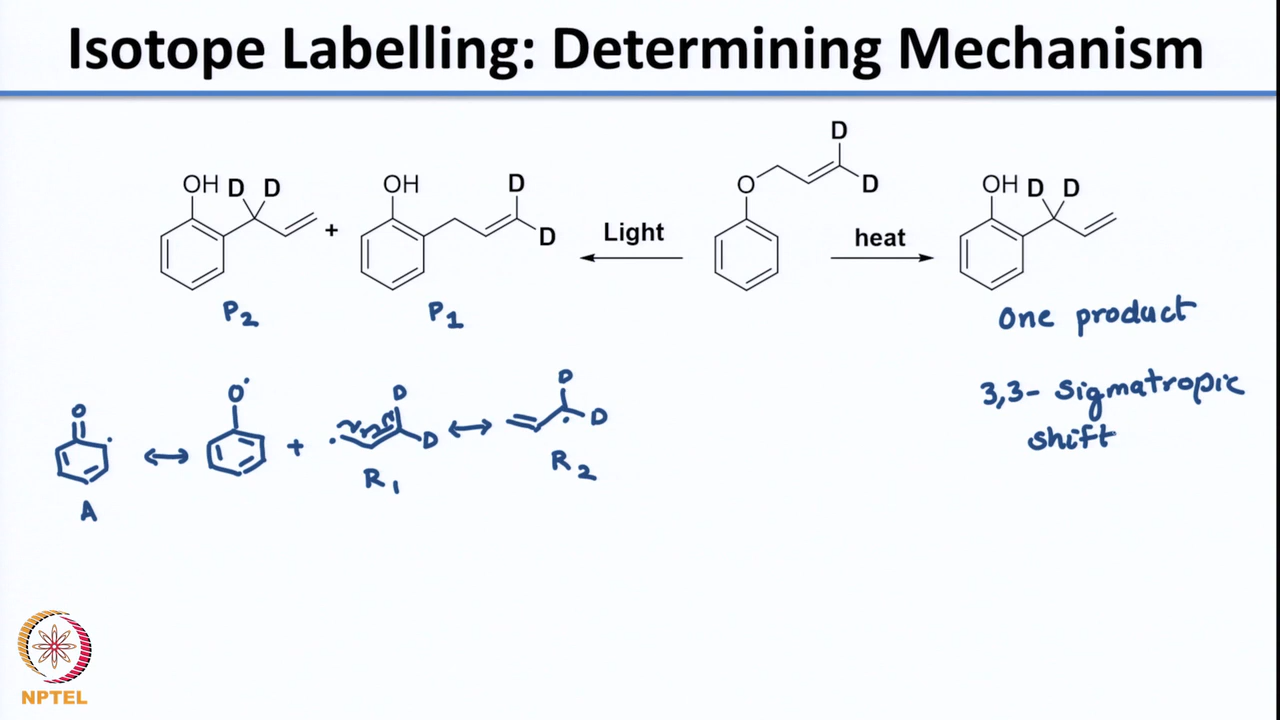 Isotope Labelling: Determining Mechanism
D
OH D D
OH
D
O
D
OH D D
+
D
Light
heat
P2
P1
One product
O
O•
D
D
3,3- Sigmatropic
shift
+
D
D
R1
R2
A
NPTEL